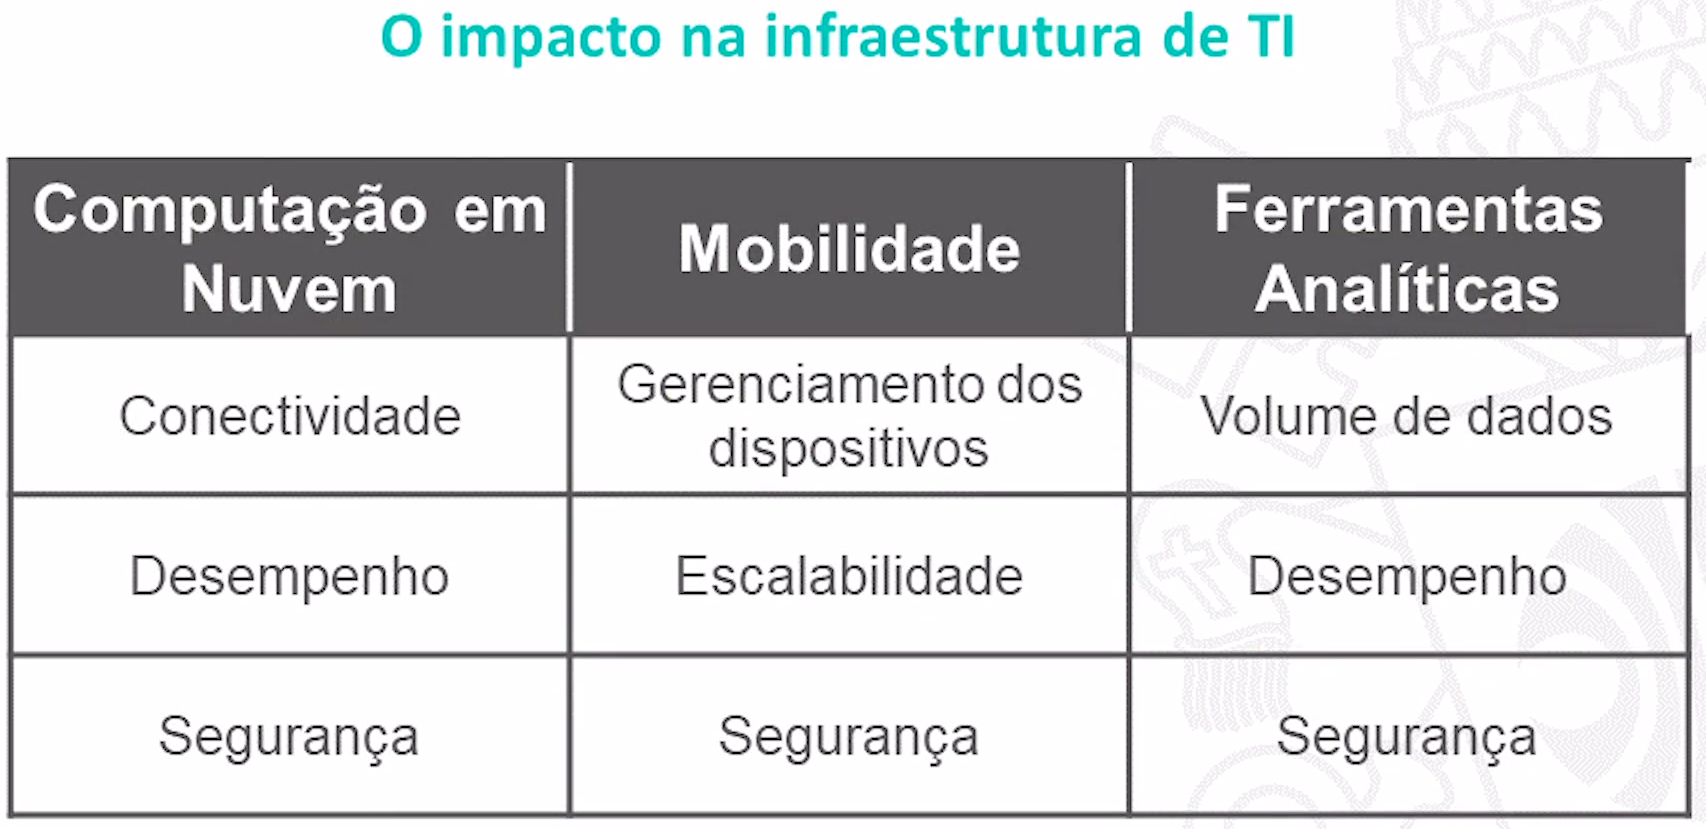 O impacto na infraestrutura de TI
Computação em
Nuvem
Mobilidade
Ferramentas
Analíticas
Conectividade
Gerenciamento dos
dispositivos
Volume de dados
Desempenho
Escalabilidade
Desempenho
Segurança
Segurança
Segurança